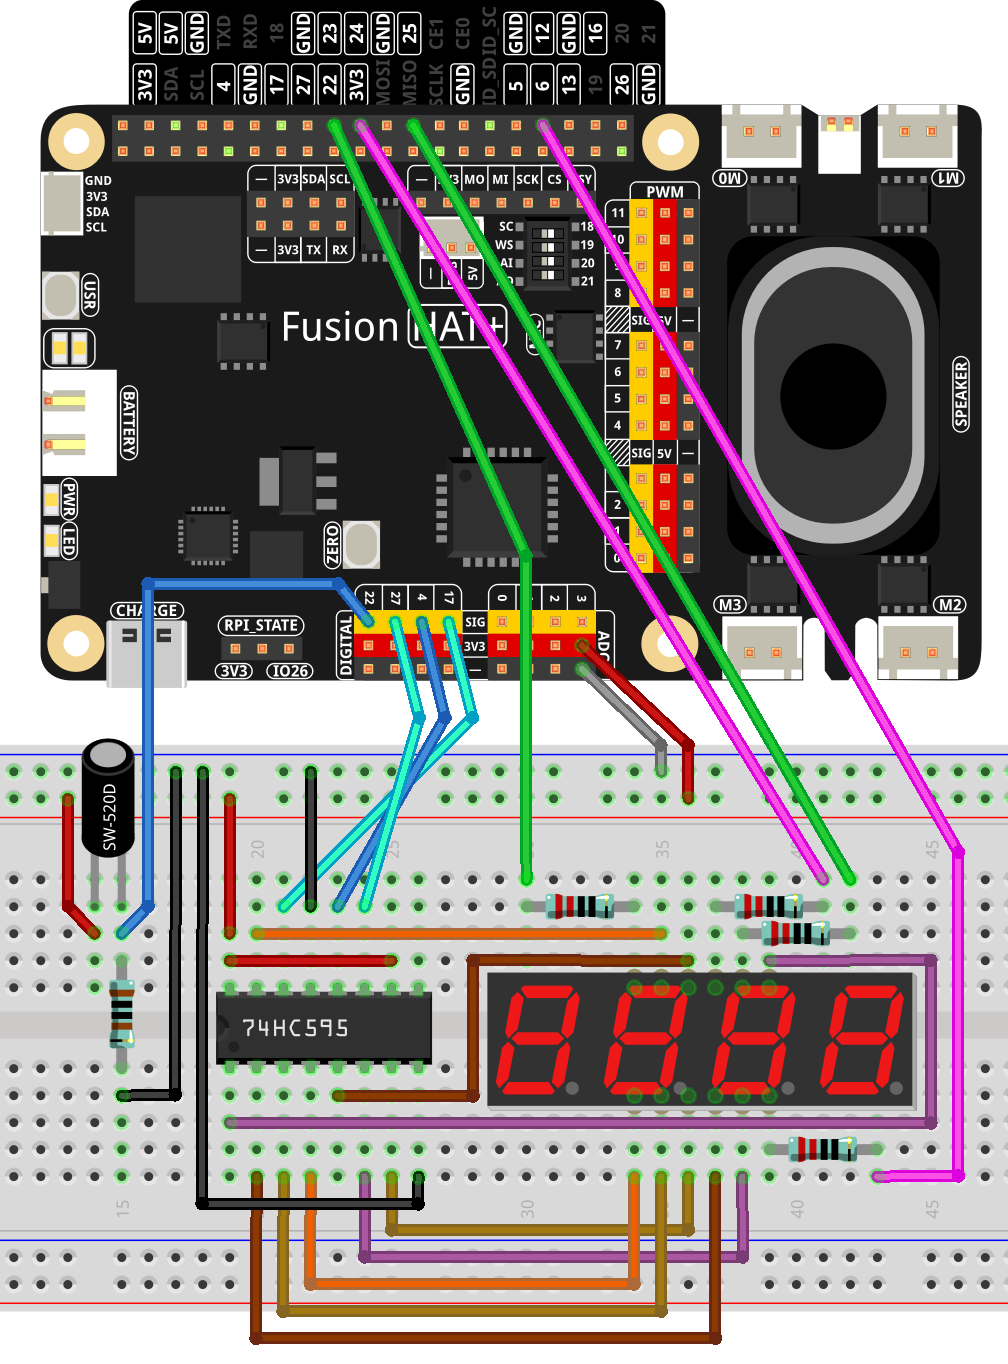 5V 5V GND TXD RXD 18 GND 23 24 GND 25 CE1 CE0 ID_SC GND 12 GND 16 20 21
3V3 SDA SCL 4 GND 17 27 22 3V3 MOSI MISO SCLK GND ID_SD 5 6 13 19 26 GND
GND
3V3
SDA
SCL
— 3V3 SDA SCL
— 3V3 TX RX
— 3V3 MO MI SCK CS
SC 18
WS 19
AI 20
21
— 5V
M0
M1
PWM
11
10
9
8
SIG 5V —
7
6
5
4
SIG 5V —
2
1
0
USR
Fusion HAT+
BATTERY
SPEAKER
PWR
LED
ZERO
CHARGE
RPI_STATE
3V3 IO26
DIGITAL
22 27 4 17
SIG
3V3
—
0 2 3
ADC
M3
M2
SW-520D
20 25 35 45
74HC595
15 30 40 45